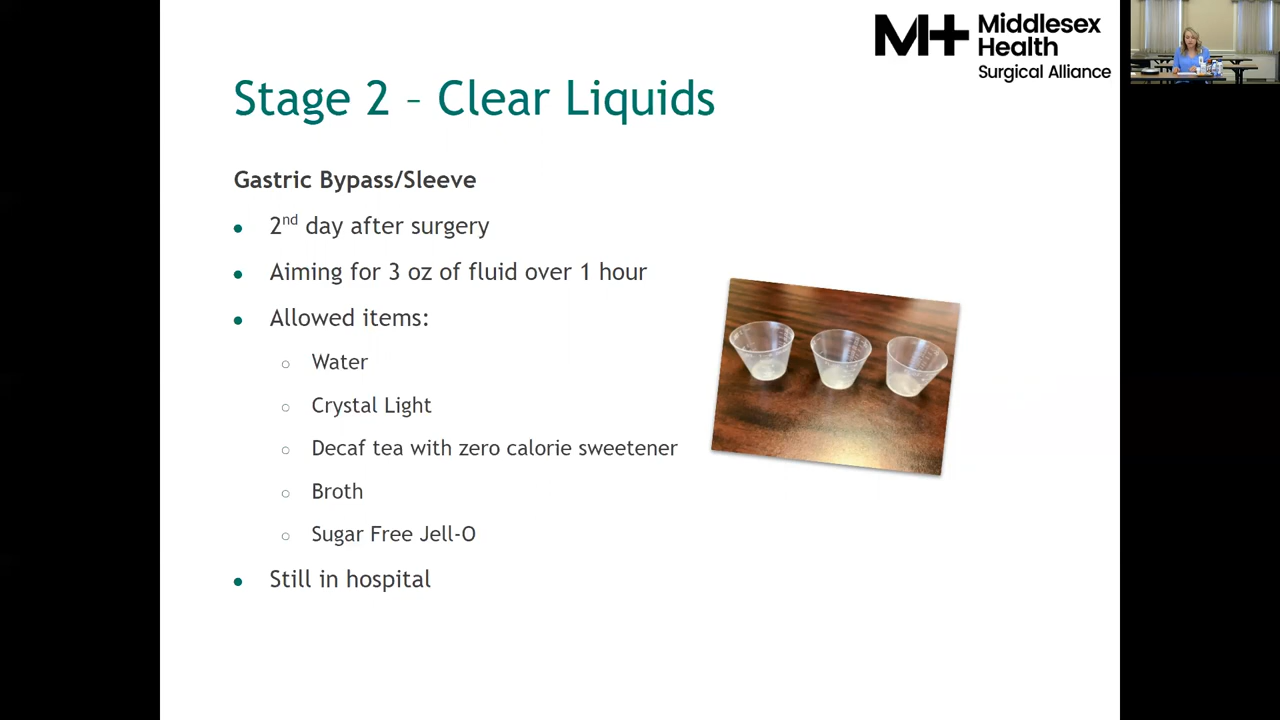 M+ Middlesex
Health
Surgical Alliance
Stage 2 – Clear Liquids
Gastric Bypass/Sleeve
• 2nd day after surgery
• Aiming for 3 oz of fluid over 1 hour
• Allowed items:
○ Water
○ Crystal Light
○ Decaf tea with zero calorie sweetener
○ Broth
○ Sugar Free Jell-O
• Still in hospital